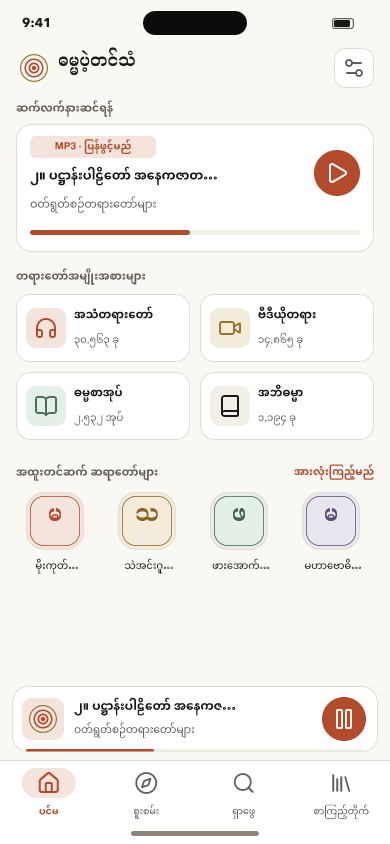 9:41
ဓမ္မပဲ့တင်သံ
ဆက်လက်နားဆင်ရန်
MP3 · ပြန်ဖွင့်မည်
၂။ ပဋ္ဌာန်းပါဠိတော် အနေကဇာတ...
ဝတ်ရွတ်စဉ်တရားတော်များ
တရားတော်အမျိုးအစားများ
အသံတရားတော်
၃၀,၅၆၃ ခု
ဗီဒီယိုတရား
၁၄,၈၆၅ ခု
ဓမ္မစာအုပ်
၂,၅၃၂ အုပ်
အဘိဓမ္မာ
၁,၁၉၄ ခု
အထူးတင်ဆက် ဆရာတော်များ
အားလုံးကြည့်မည်
မ
သ
ဖ
မ
မိုးကုတ်...
သဲအင်းဂူ...
ဖားအောက်...
မဟာဗောဓိ...
၂။ ပဋ္ဌာန်းပါဠိတော် အနေကဇ...
ဝတ်ရွတ်စဉ်တရားတော်များ
ပင်မ
စူးစမ်း
ရှာဖွေ
စာကြည့်တိုက်